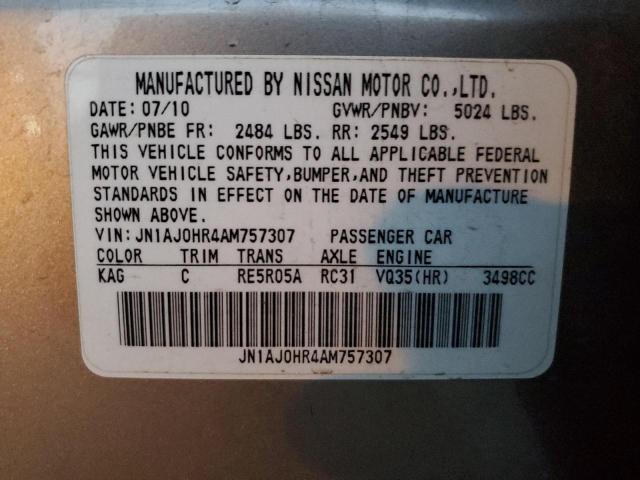 MANUFACTURED BY NISSAN MOTOR CO.,LTD.
DATE: 07/10 GVWR/PNBV: 5024 LBS.
GAWR/PNBE FR: 2484 LBS. RR: 2549 LBS.
THIS VEHICLE CONFORMS TO ALL APPLICABLE FEDERAL
MOTOR VEHICLE SAFETY,BUMPER,AND THEFT PREVENTION
STANDARDS IN EFFECT ON THE DATE OF MANUFACTURE
SHOWN ABOVE.
VIN: JN1AJ0HR4AM757307 PASSENGER CAR
COLOR TRIM TRANS AXLE ENGINE
KAG C RE5R05A RC31 VQ35(HR) 3498CC
JN1AJ0HR4AM757307